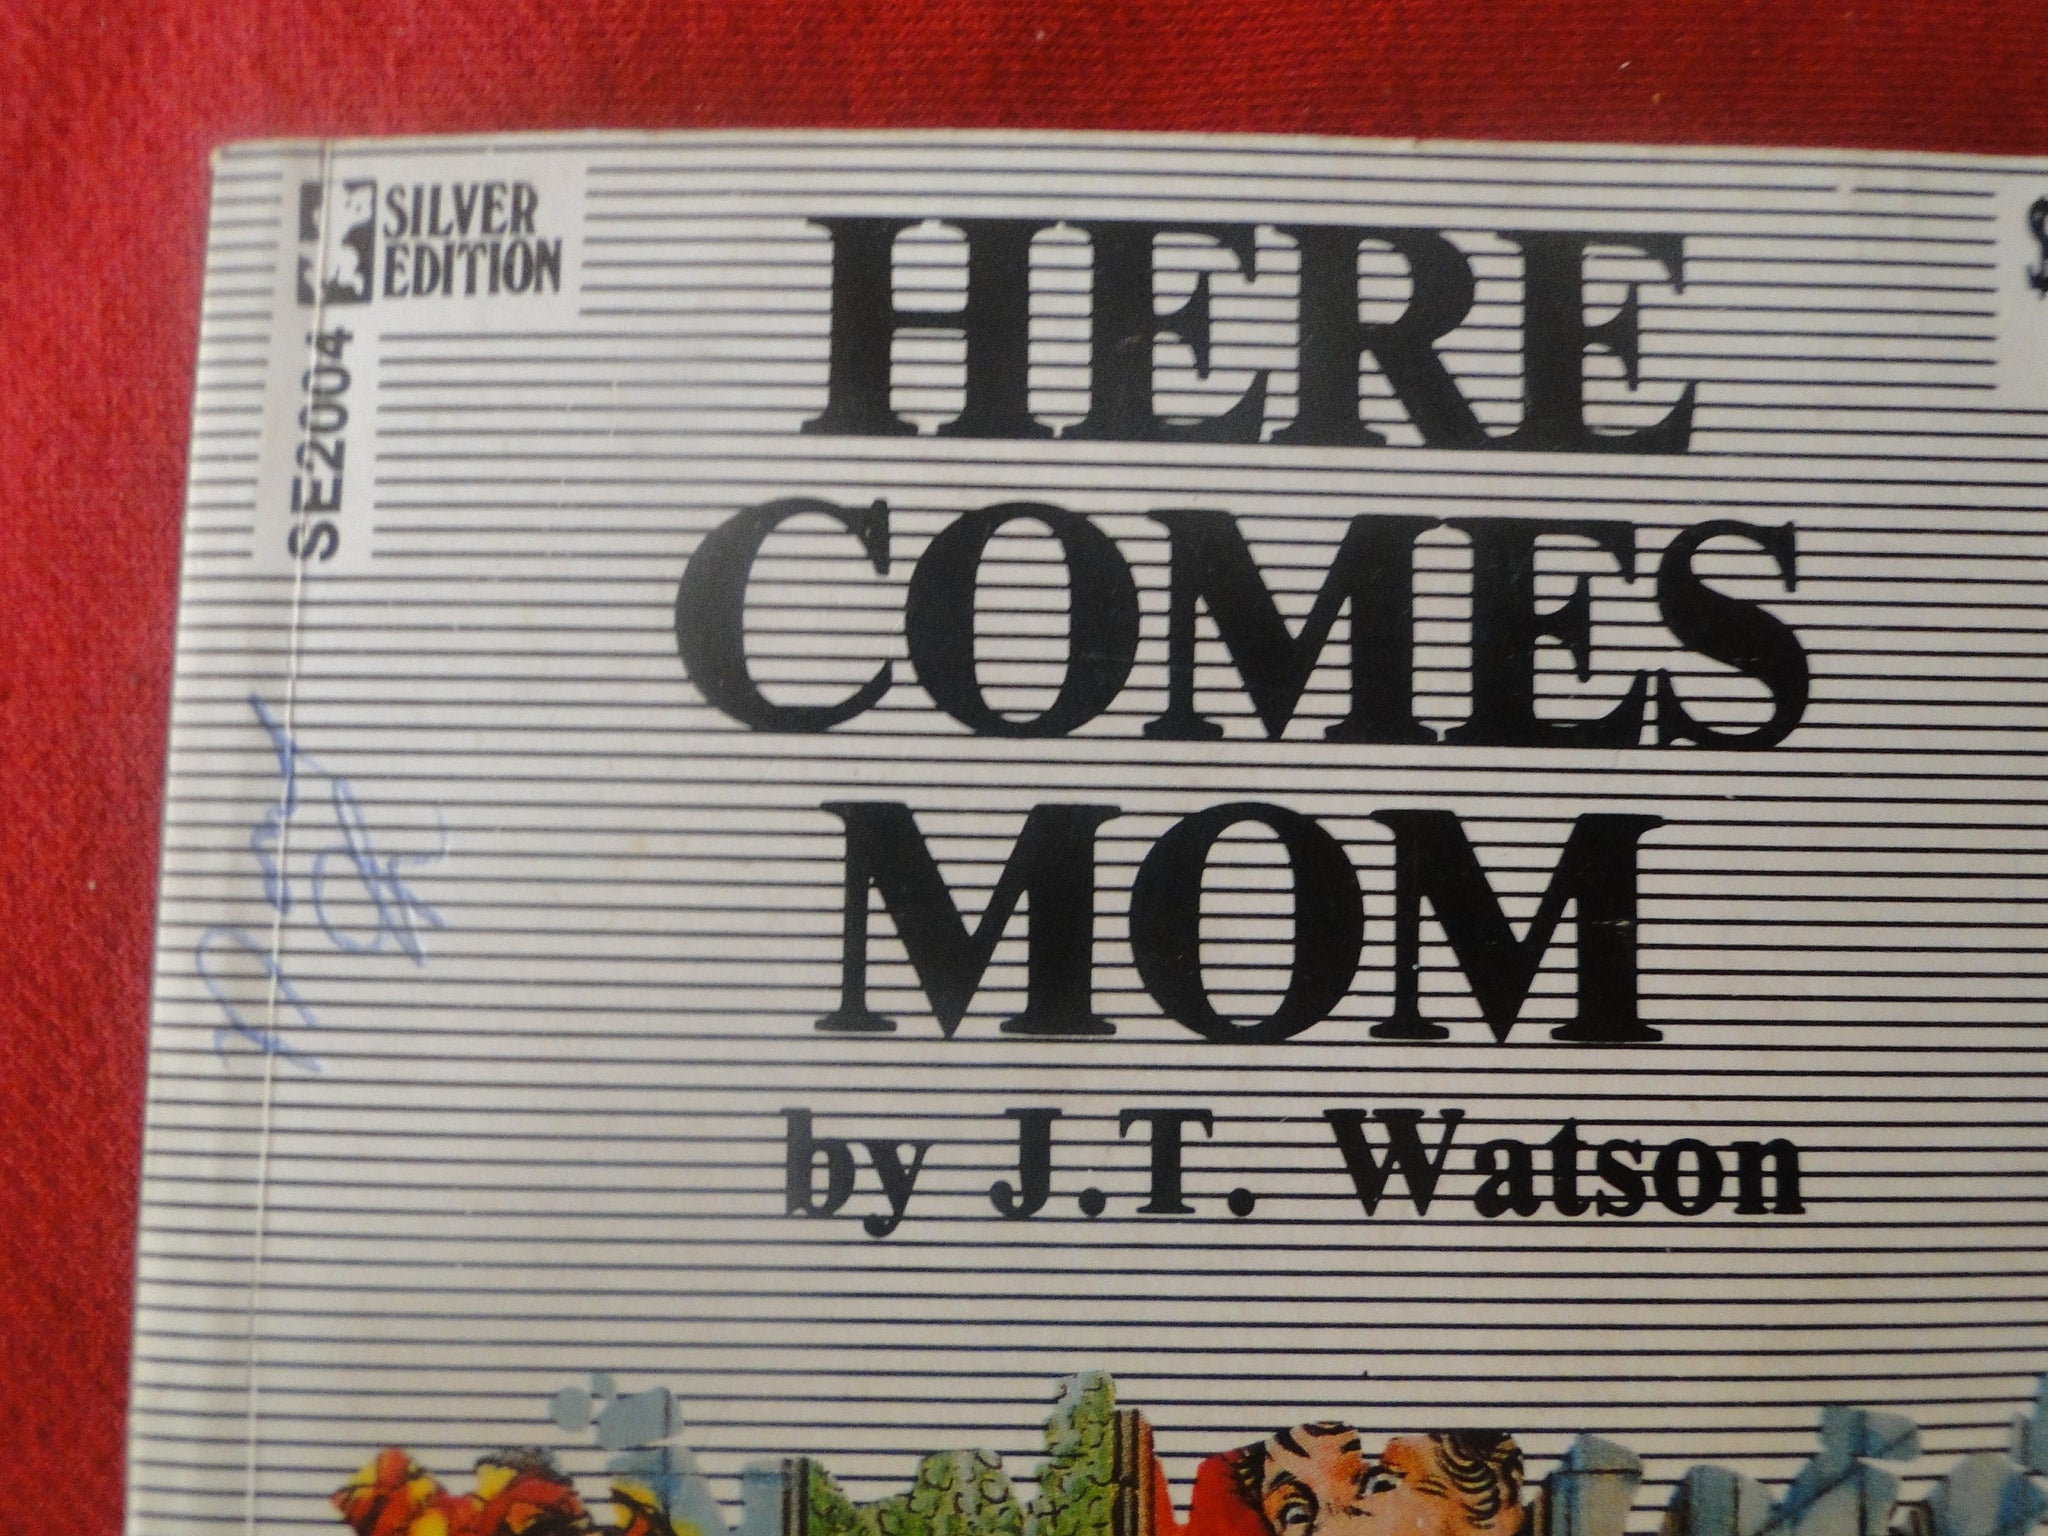 SILVER
EDITION
SE2004
HERE
COMES
MOM
by J.T. Watson